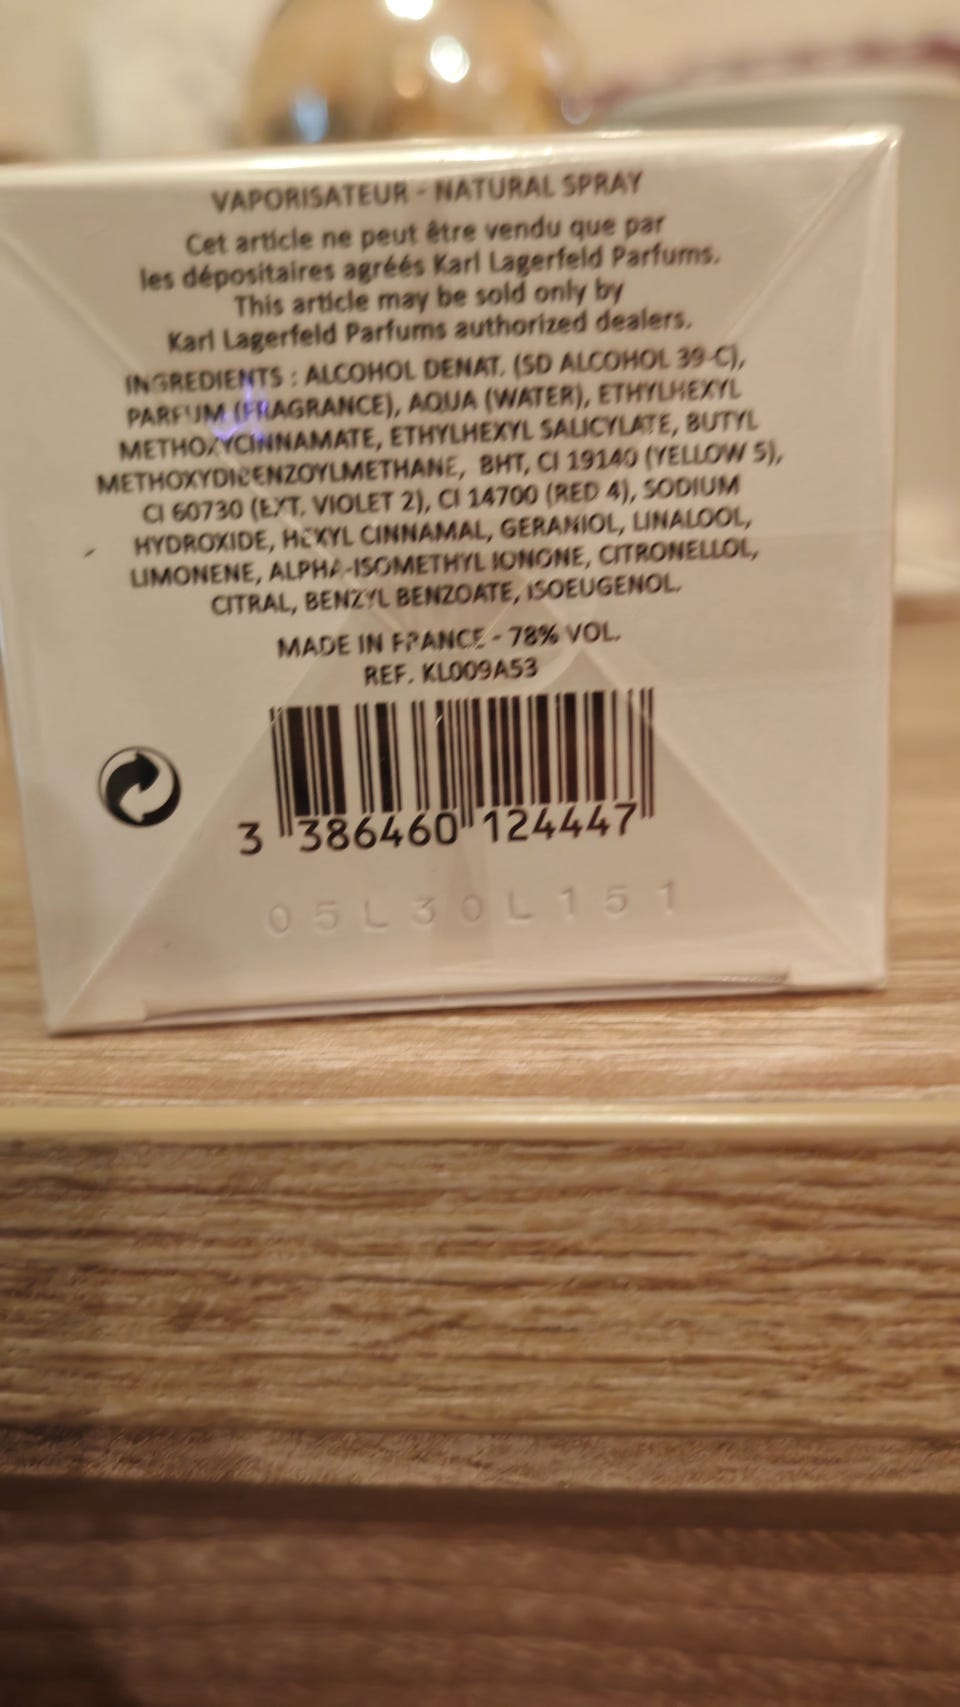 VAPORISATEUR - NATURAL SPRAY
Cet article ne peut être vendu que par
les dépositaires agréés Karl Lagerfeld Parfums.
This article may be sold only by
Karl Lagerfeld Parfums authorized dealers.
INGREDIENTS : ALCOHOL DENAT. (SD ALCOHOL 39-C),
PARFUM (FRAGRANCE), AQUA (WATER), ETHYLHEXYL
METHOXYCINNAMATE, ETHYLHEXYL SALICYLATE, BUTYL
METHOXYDIBENZOYLMETHANE, BHT, CI 19140 (YELLOW 5),
CI 60730 (EXT. VIOLET 2), CI 14700 (RED 4), SODIUM
HYDROXIDE, HEXYL CINNAMAL, GERANIOL, LINALOOL,
LIMONENE, ALPHA-ISOMETHYL IONONE, CITRONELLOL,
CITRAL, BENZYL BENZOATE, ISOEUGENOL.
MADE IN FRANCE - 78% VOL.
REF. KL009A53
3 386460 124447
05L30L151